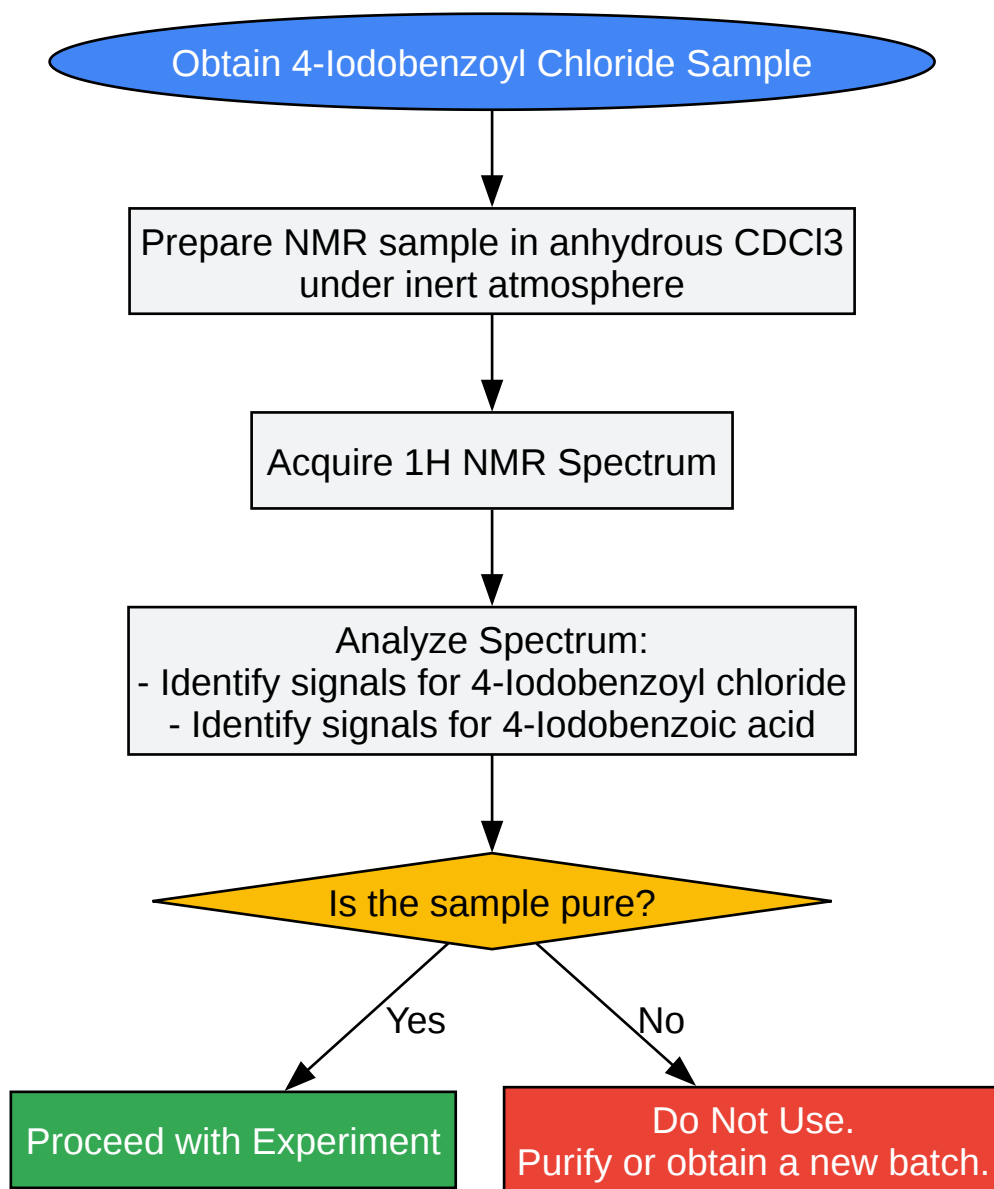 Obtain 4-Iodobenzoyl Chloride Sample
Prepare NMR sample in anhydrous CDCl3
under inert atmosphere
Acquire 1H NMR Spectrum
Analyze Spectrum:
- Identify signals for 4-Iodobenzoyl chloride
- Identify signals for 4-Iodobenzoic acid
Is the sample pure?
Yes
No
Proceed with Experiment
Do Not Use.
Purify or obtain a new batch.